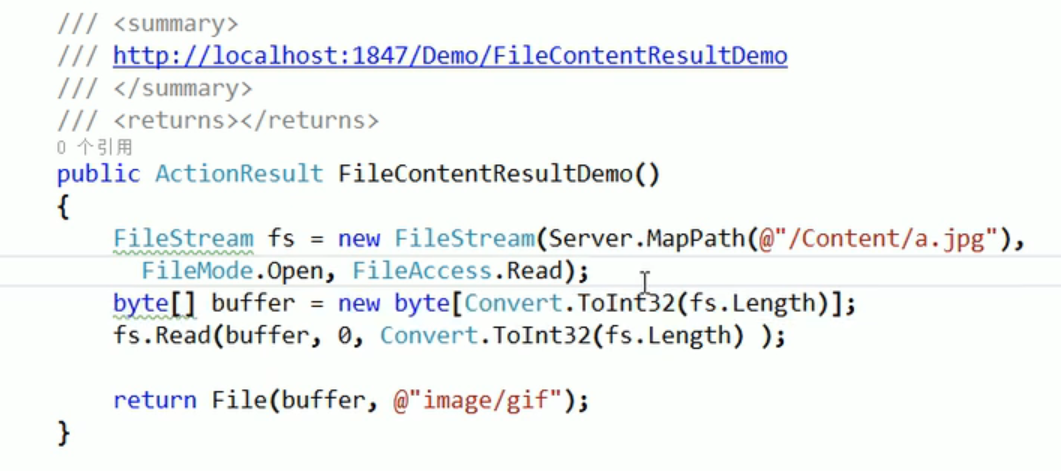 /// <summary>
/// http://localhost:1847/Demo/FileContentResultDemo
/// </summary>
/// <returns></returns>
0 个引用
public ActionResult FileContentResultDemo()
{
FileStream fs = new FileStream(Server.MapPath(@"/Content/a.jpg"),
FileMode.Open, FileAccess.Read);
byte[] buffer = new byte[Convert.ToInt32(fs.Length)];
fs.Read(buffer, 0, Convert.ToInt32(fs.Length) );
return File(buffer, @"image/gif");
}